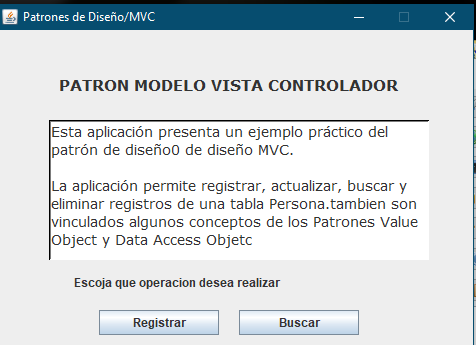 Patrones de Diseño/MVC
PATRON MODELO VISTA CONTROLADOR
Esta aplicación presenta un ejemplo práctico del
patrón de diseño0 de diseño MVC.
La aplicación permite registrar, actualizar, buscar y
eliminar registros de una tabla Persona.tambien son
vinculados algunos conceptos de los Patrones Value
Object y Data Access Objetc
Escoja que operacion desea realizar
Registrar
Buscar